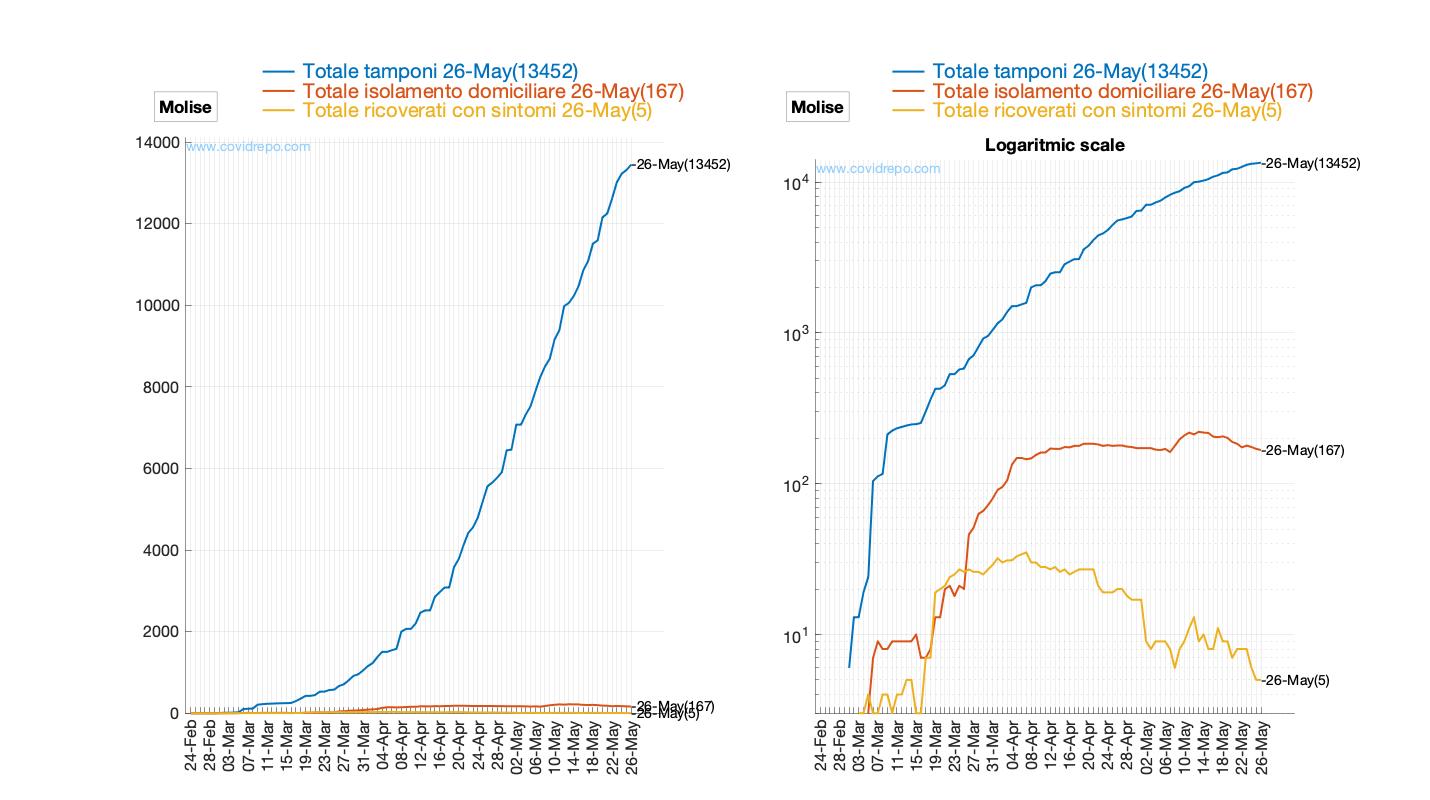 Totale tamponi 26-May(13452)
Totale isolamento domiciliare 26-May(167)
Totale ricoverati con sintomi 26-May(5)
Molise
www.covidrepo.com
14000
12000
10000
8000
6000
4000
2000
0
26-May(13452)
26-May(167)
26-May(5)
24-Feb
28-Feb
03-Mar
07-Mar
11-Mar
15-Mar
19-Mar
23-Mar
27-Mar
31-Mar
04-Apr
08-Apr
12-Apr
16-Apr
20-Apr
24-Apr
28-Apr
02-May
06-May
10-May
14-May
18-May
22-May
26-May
Totale tamponi 26-May(13452)
Totale isolamento domiciliare 26-May(167)
Totale ricoverati con sintomi 26-May(5)
Molise
Logaritmic scale
www.covidrepo.com
10^4
10^3
10^2
10^1
26-May(13452)
26-May(167)
26-May(5)
24-Feb
28-Feb
03-Mar
07-Mar
11-Mar
15-Mar
19-Mar
23-Mar
27-Mar
31-Mar
04-Apr
08-Apr
12-Apr
16-Apr
20-Apr
24-Apr
28-Apr
02-May
06-May
10-May
14-May
18-May
22-May
26-May